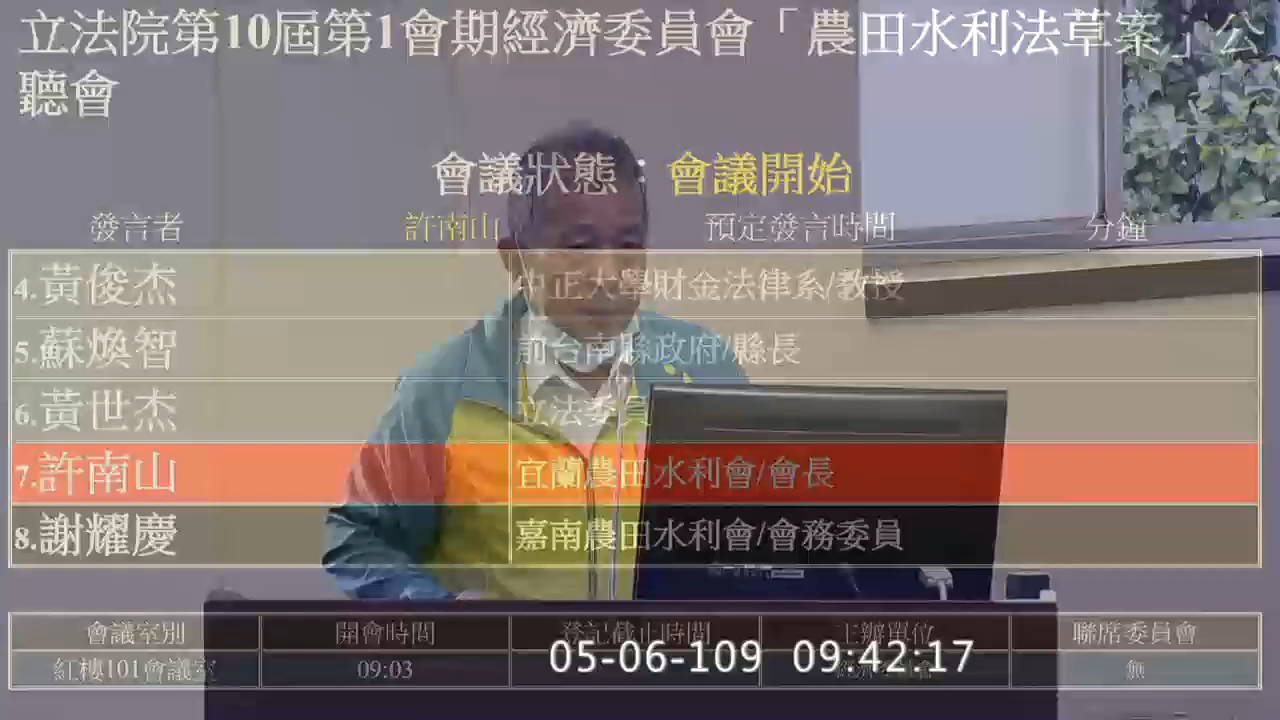 立法院第10屆第1會期經濟委員會「農田水利法草案」公
聽會
會議狀態：會議開始
發言者 許南山 預定發言時間 分鐘
4.黃俊杰 中正大學財金法律系/教授
5.蘇煥智 前台南縣政府/縣長
6.黃世杰 立法委員
7.許南山 宜蘭農田水利會/會長
8.謝耀慶 嘉南農田水利會/會務委員
會議室別 開會時間 登記截止時間 主辦單位 聯席委員會
紅樓101會議室 09:03 無
05-06-109 09:42:17